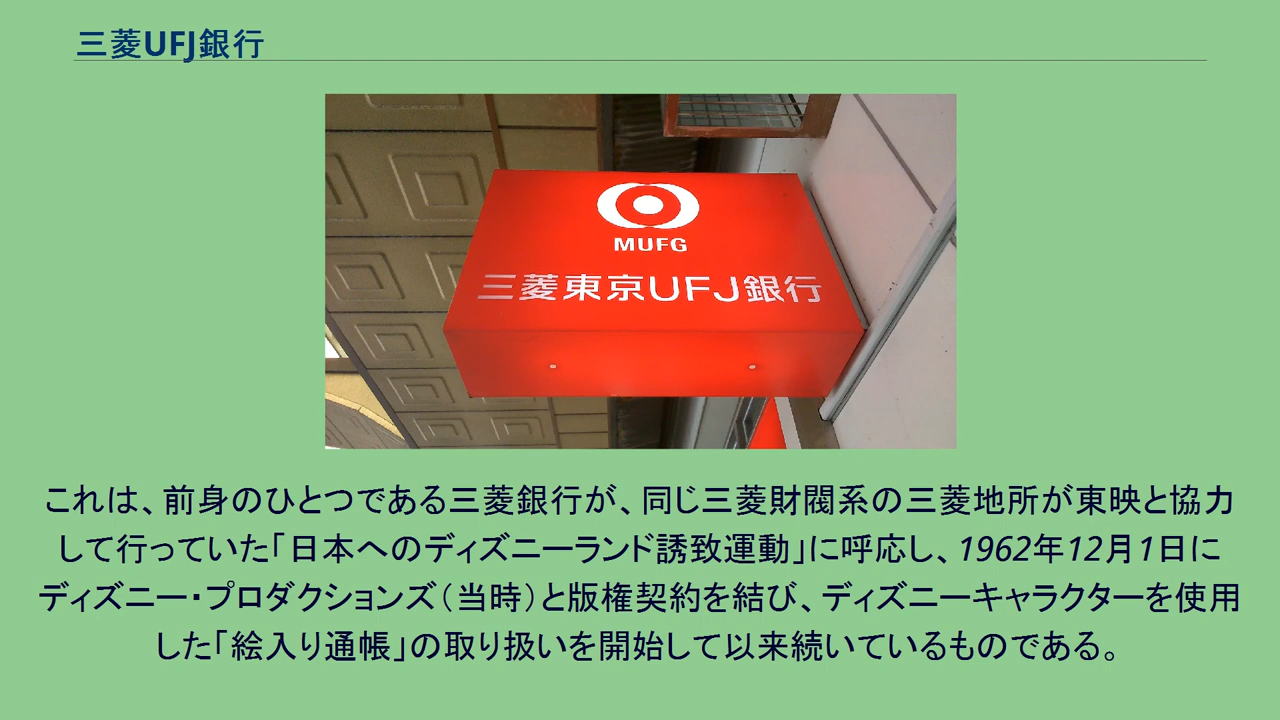 三菱UFJ銀行
MUFG
三菱東京UFJ銀行
これは、前身のひとつである三菱銀行が、同じ三菱財閥系の三菱地所が東映と協力
して行っていた「日本へのディズニーランド誘致運動」に呼応し、1962年12月1日に
ディズニー・プロダクションズ（当時）と版権契約を結び、ディズニーキャラクターを使用
した「絵入り通帳」の取り扱いを開始して以来続いているものである。